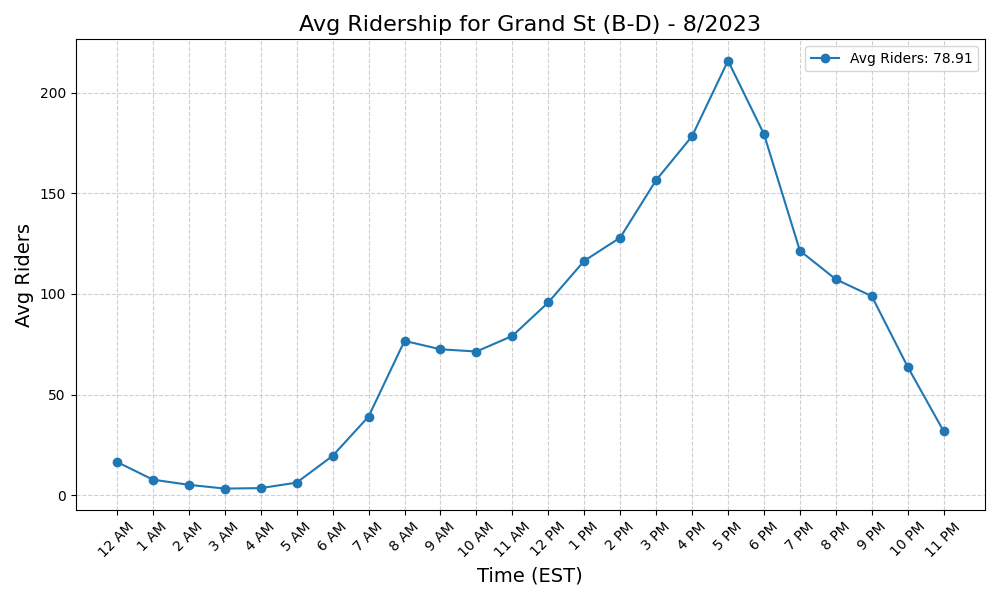 Avg Ridership for Grand St (B-D) - 8/2023
Avg Riders: 78.91
Avg Riders
200
150
100
50
0
12 AM
1 AM
2 AM
3 AM
4 AM
5 AM
6 AM
7 AM
8 AM
9 AM
10 AM
11 AM
12 PM
1 PM
2 PM
3 PM
4 PM
5 PM
6 PM
7 PM
8 PM
9 PM
10 PM
11 PM
Time (EST)